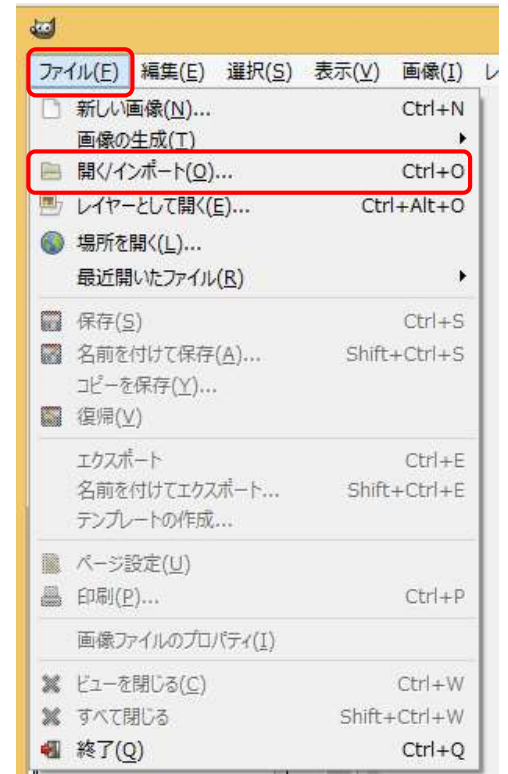 ファイル(F) 編集(E) 選択(S) 表示(V) 画像(I) レ
新しい画像(N)... Ctrl+N
画像の生成(T)
開く/インポート(O)... Ctrl+O
レイヤーとして開く(E)... Ctrl+Alt+O
場所を開く(L)...
最近開いたファイル(R)
保存(S) Ctrl+S
名前を付けて保存(A)... Shift+Ctrl+S
コピーを保存(Y)...
復帰(V)
エクスポート Ctrl+E
名前を付けてエクスポート... Shift+Ctrl+E
テンプレートの作成...
ページ設定(U)
印刷(P)... Ctrl+P
画像ファイルのプロパティ(I)
ビューを閉じる(C) Ctrl+W
すべて閉じる Shift+Ctrl+W
終了(Q) Ctrl+Q